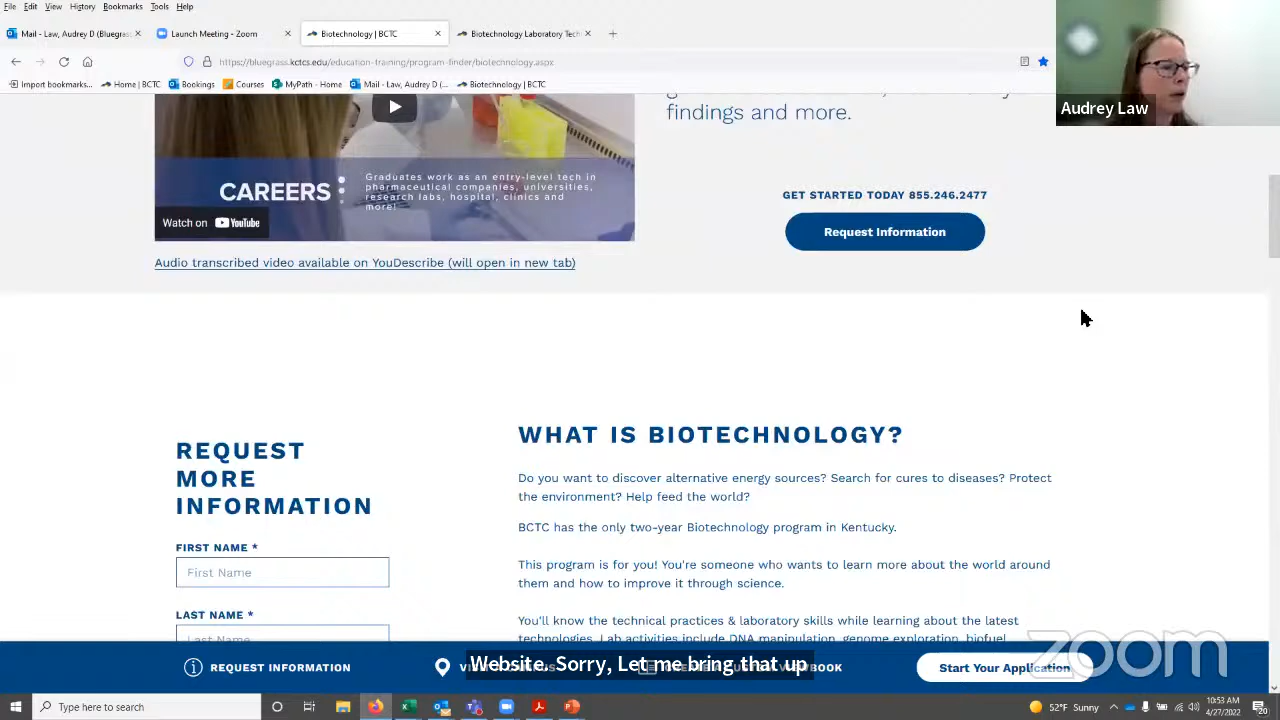 File Edit View History Bookmarks Tools Help
Mail - Law, Audrey D (Bluegras
Launch Meeting - Zoom
Biotechnology | BCTC
Biotechnology Laboratory Tech
https://bluegrass.kctcs.edu/education-training/program-finder/biotechnology.aspx
Import bookmarks... Home | BCTC Bookings Courses MyPath - Home Mail - Law, Audrey D (... Biotechnology | BCTC
Audrey Law
findings and more.
CAREERS
Graduates work as an entry-level tech in
pharmaceutical companies, universities,
research labs, hospital, clinics and
more!
Watch on YouTube
GET STARTED TODAY 855.246.2477
Request Information
Audio transcribed video available on YouDescribe (will open in new tab)
REQUEST
MORE
INFORMATION
FIRST NAME *
First Name
LAST NAME *
Last Name
WHAT IS BIOTECHNOLOGY?
Do you want to discover alternative energy sources? Search for cures to diseases? Protect
the environment? Help feed the world?
BCTC has the only two-year Biotechnology program in Kentucky.
This program is for you! You're someone who wants to learn more about the world around
them and how to improve it through science.
You'll know the technical practices & laboratory skills while learning about the latest
technologies. Lab activities include DNA manipulation, genome exploration, biofuel
REQUEST INFORMATION
Website. Sorry, Let me bring that up
Start Your Application
zoom
Type here to search
52°F Sunny
10:53 AM
4/27/2022
20